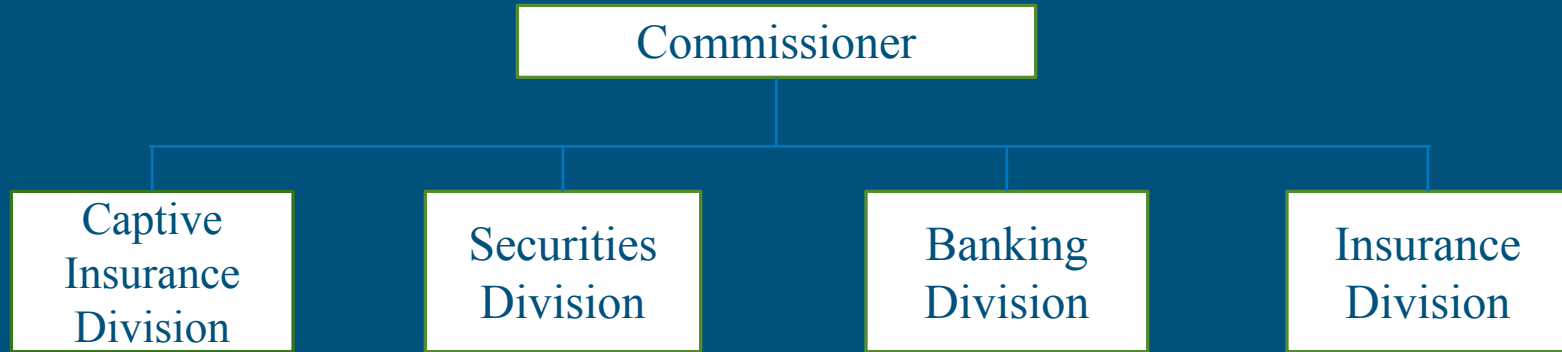 Commissioner
Captive
Insurance
Division
Securities
Division
Banking
Division
Insurance
Division